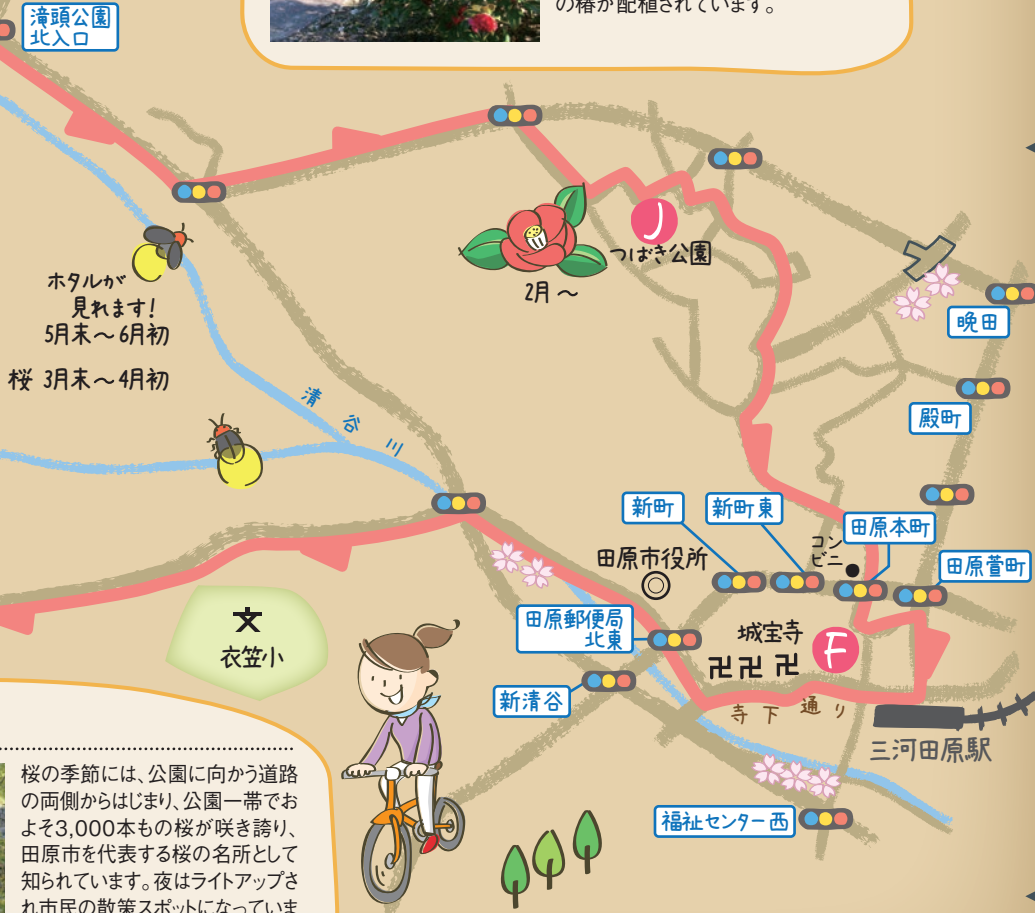 滝頭公園
北入口
の椿が配植されています。
J
つばき公園
2月〜
ホタルが
見れます!
5月末〜6月初
桜 3月末〜4月初
清谷川
晩田
殿町
新町
新町東
コン
ビニ
田原本町
田原萱町
田原市役所
田原郵便局
北東
城宝寺
F
卍卍 卍
新清谷
寺下通り
三河田原駅
文
衣笠小
福祉センター西
桜の季節には、公園に向かう道路
の両側からはじまり、公園一帯でお
よそ3,000本もの桜が咲き誇り、
田原市を代表する桜の名所として
知られています。夜はライトアップさ
れ市民の散策スポットになっていま